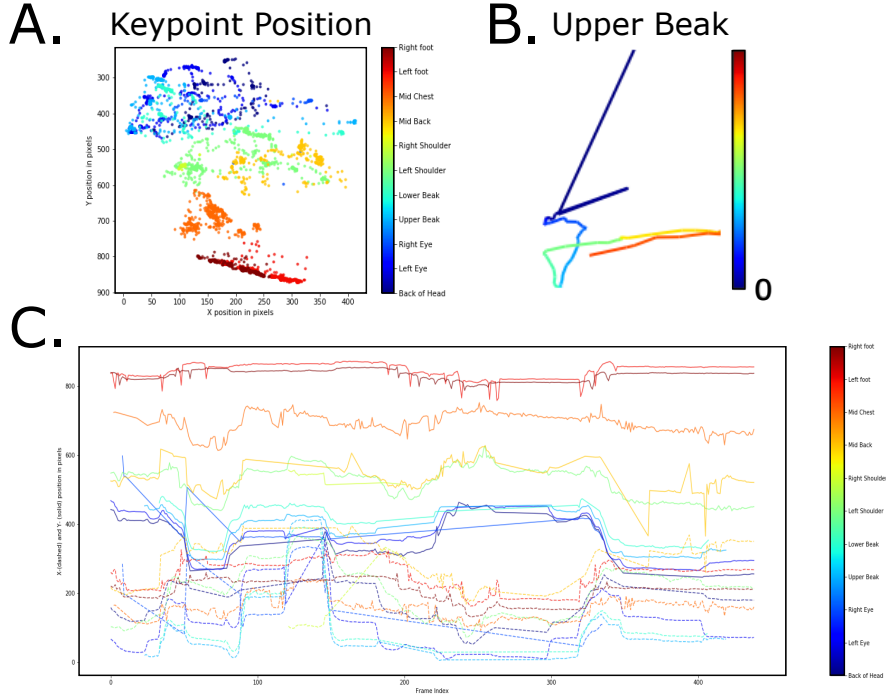 A. Keypoint Position
300
400
500
600
700
800
900
Y position in pixels
0 50 100 150 200 250 300 350 400
X position in pixels
Right foot
Left foot
Mid Chest
Mid Back
Right Shoulder
Left Shoulder
Lower Beak
Upper Beak
Right Eye
Left Eye
Back of Head
B. Upper Beak
0
C.
800
600
400
200
0
X-(dashed) and Y- (solid) position in pixels
0 100 200 300 400
Frame Index
Right foot
Left foot
Mid Chest
Mid Back
Right Shoulder
Left Shoulder
Lower Beak
Upper Beak
Right Eye
Left Eye
Back of Head